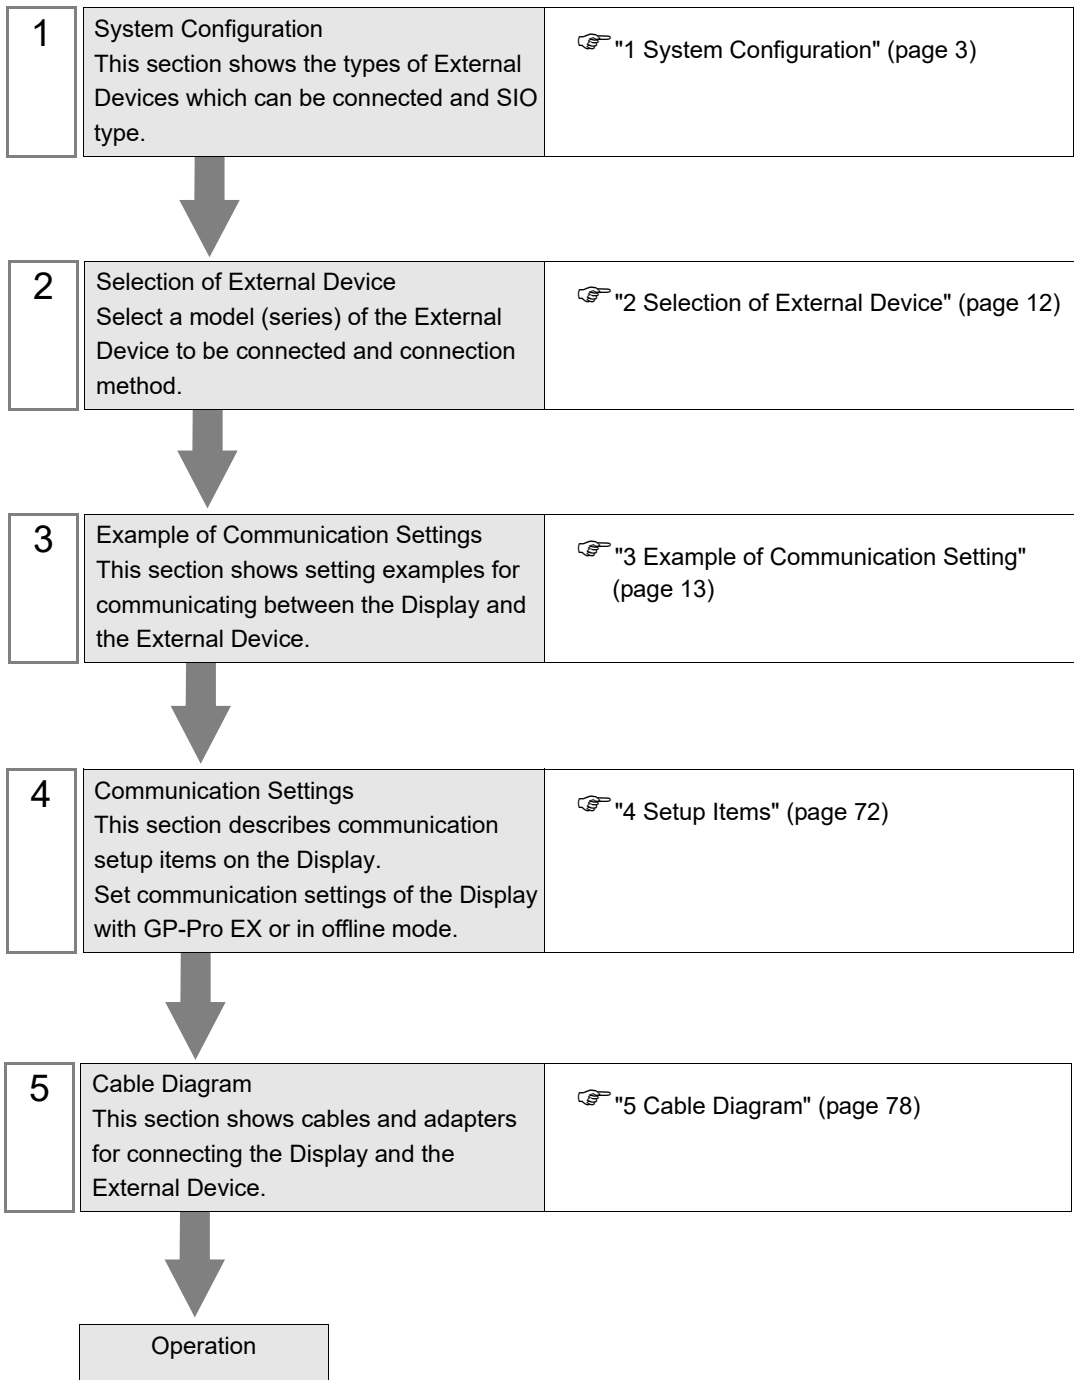 1
System Configuration
This section shows the types of External
Devices which can be connected and SIO
type.
"1 System Configuration" (page 3)
2
Selection of External Device
Select a model (series) of the External
Device to be connected and connection
method.
"2 Selection of External Device" (page 12)
3
Example of Communication Settings
This section shows setting examples for
communicating between the Display and
the External Device.
"3 Example of Communication Setting"
(page 13)
4
Communication Settings
This section describes communication
setup items on the Display.
Set communication settings of the Display
with GP-Pro EX or in offline mode.
"4 Setup Items" (page 72)
5
Cable Diagram
This section shows cables and adapters
for connecting the Display and the
External Device.
"5 Cable Diagram" (page 78)
Operation